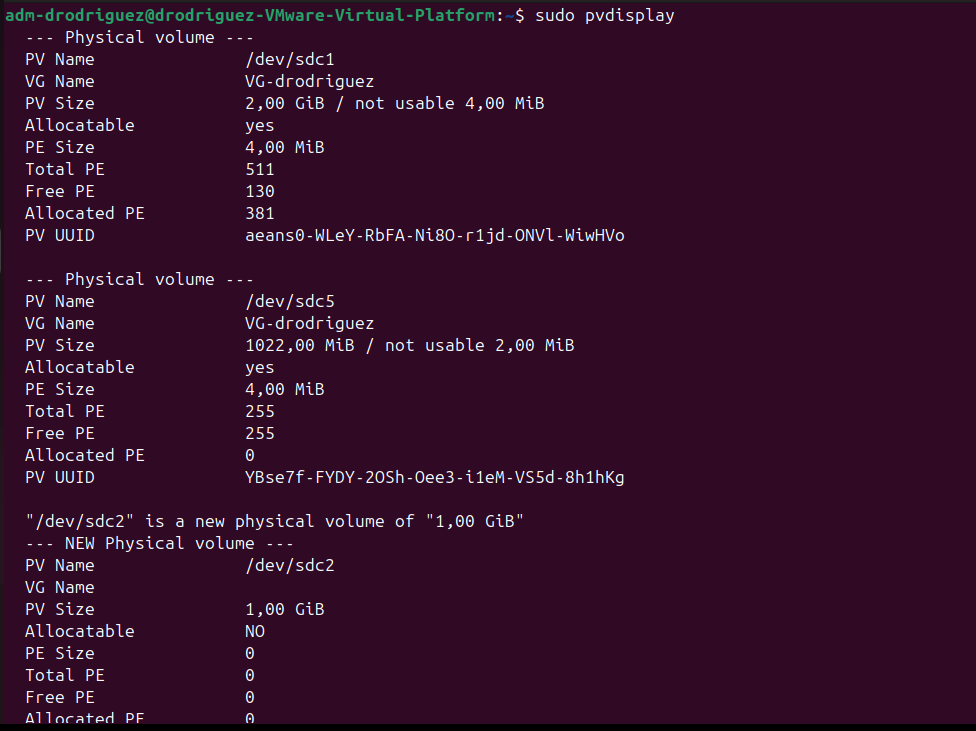 adm-drodriguez@drodriguez-VMware-Virtual-Platform:~$ sudo pvdisplay
--- Physical volume ---
PV Name /dev/sdc1
VG Name VG-drodriguez
PV Size 2,00 GiB / not usable 4,00 MiB
Allocatable yes
PE Size 4,00 MiB
Total PE 511
Free PE 130
Allocated PE 381
PV UUID aeans0-WLeY-RbFA-Ni8O-r1jd-ONVl-WiwHVo
--- Physical volume ---
PV Name /dev/sdc5
VG Name VG-drodriguez
PV Size 1022,00 MiB / not usable 2,00 MiB
Allocatable yes
PE Size 4,00 MiB
Total PE 255
Free PE 255
Allocated PE 0
PV UUID YBse7f-FYDY-2OSh-Oee3-i1eM-VS5d-8h1hKg
"/dev/sdc2" is a new physical volume of "1,00 GiB"
--- NEW Physical volume ---
PV Name /dev/sdc2
VG Name
PV Size 1,00 GiB
Allocatable NO
PE Size 0
Total PE 0
Free PE 0
Allocated PE 0